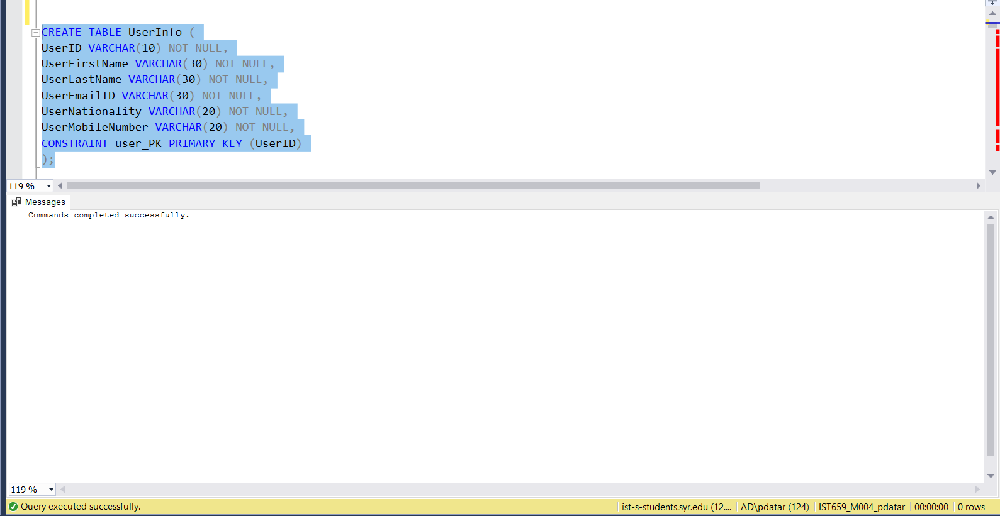 CREATE TABLE UserInfo (
UserID VARCHAR(10) NOT NULL,
UserFirstName VARCHAR(30) NOT NULL,
UserLastName VARCHAR(30) NOT NULL,
UserEmailID VARCHAR(30) NOT NULL,
UserNationality VARCHAR(20) NOT NULL,
UserMobileNumber VARCHAR(20) NOT NULL,
CONSTRAINT user_PK PRIMARY KEY (UserID)
);
119 %
Messages
Commands completed successfully.
119 %
Query executed successfully. ist-s-students.syr.edu (12.... AD\pdatar (124) IST659_M004_pdatar 00:00:00 0 rows